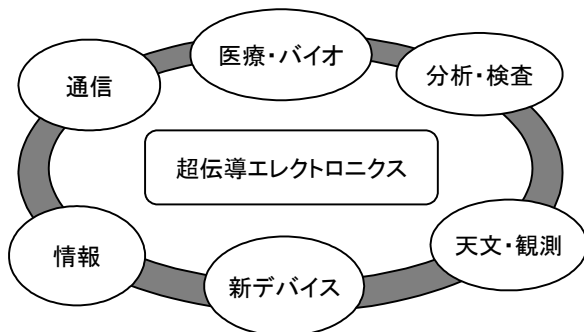 医療・バイオ
通信
分析・検査
超伝導エレクトロニクス
情報
天文・観測
新デバイス